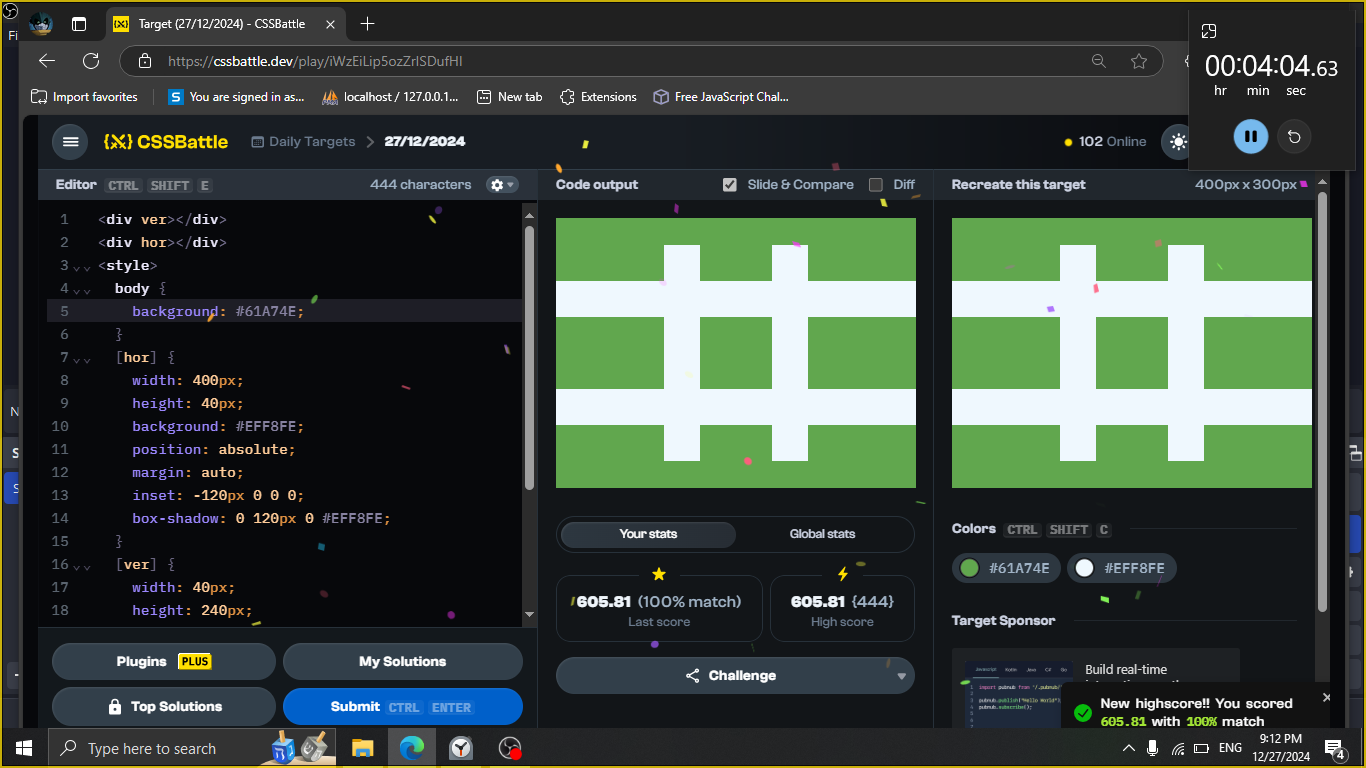 Fi
Target (27/12/2024) - CSSBattle
https://cssbattle.dev/play/iWzEiLip5ozZrlSDufHI
Import favorites
S You are signed in as...
localhost / 127.0.0.1...
New tab
Extensions
Free JavaScript Chal...
00:04:04.63
hr min sec
{X} CSSBattle
Daily Targets
27/12/2024
102 Online
Editor CTRL SHIFT E
444 characters
Code output
Slide & Compare
Diff
Recreate this target
400px x 300px
1 <div ver></div>
2 <div hor></div>
3 <style>
4 body {
5 background: #61A74E;
6 }
7 [hor] {
8 width: 400px;
9 height: 40px;
10 background: #EFF8FE;
11 position: absolute;
12 margin: auto;
13 inset: -120px 0 0 0;
14 box-shadow: 0 120px 0 #EFF8FE;
15 }
16 [ver] {
17 width: 40px;
18 height: 240px;
Your stats
Global stats
605.81 (100% match)
Last score
605.81 {444}
High score
Challenge
Colors CTRL SHIFT C
#61A74E
#EFF8FE
Target Sponsor
Build real-time
Plugins PLUS
My Solutions
Top Solutions
Submit CTRL ENTER
New highscore!! You scored
605.81 with 100% match
Type here to search
ENG
9:12 PM
12/27/2024
4